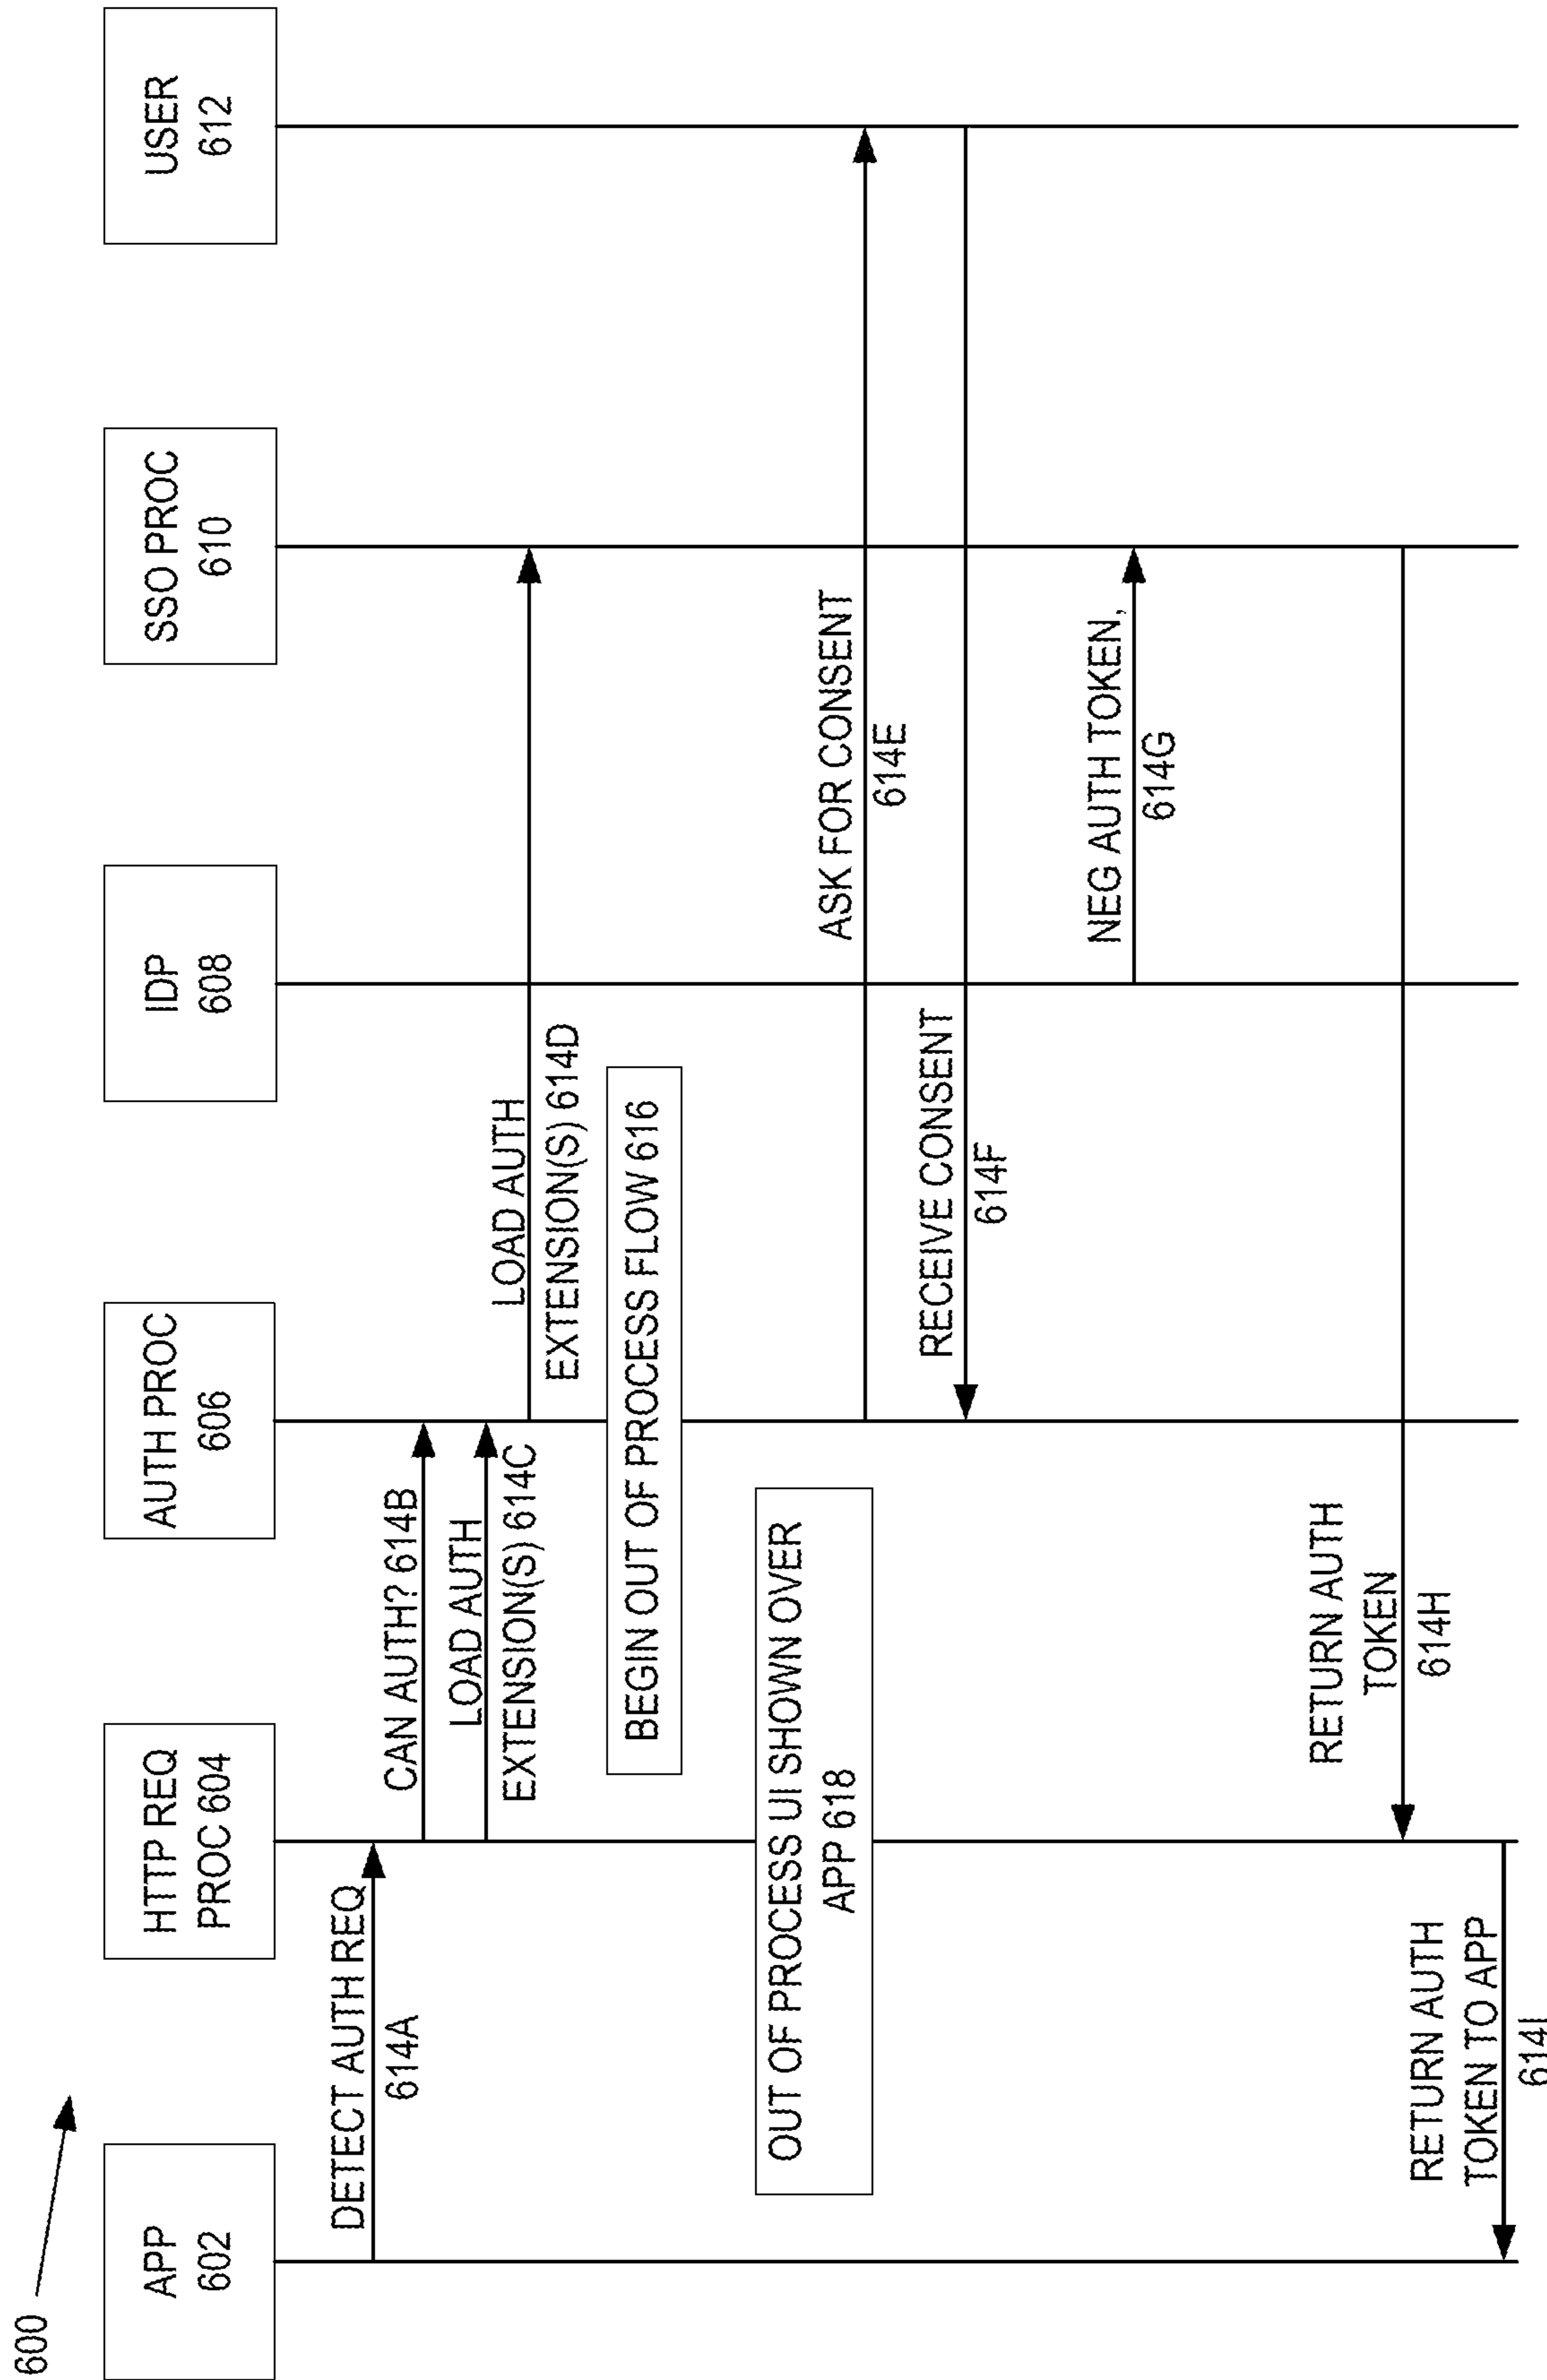 600
APP
602
HTTP REQ
PROC 604
AUTH PROC
606
IDP
608
SSO PROC
610
USER
612
DETECT AUTH REQ
614A
CAN AUTH? 614B
LOAD AUTH
EXTENSION(S) 614C
LOAD AUTH
EXTENSION(S) 614D
BEGIN OUT OF PROCESS FLOW 616
OUT OF PROCESS UI SHOWN OVER
APP 618
ASK FOR CONSENT
614E
RECEIVE CONSENT
614F
NEG AUTH TOKEN,
614G
RETURN AUTH
TOKEN
614H
RETURN AUTH
TOKEN TO APP
614I